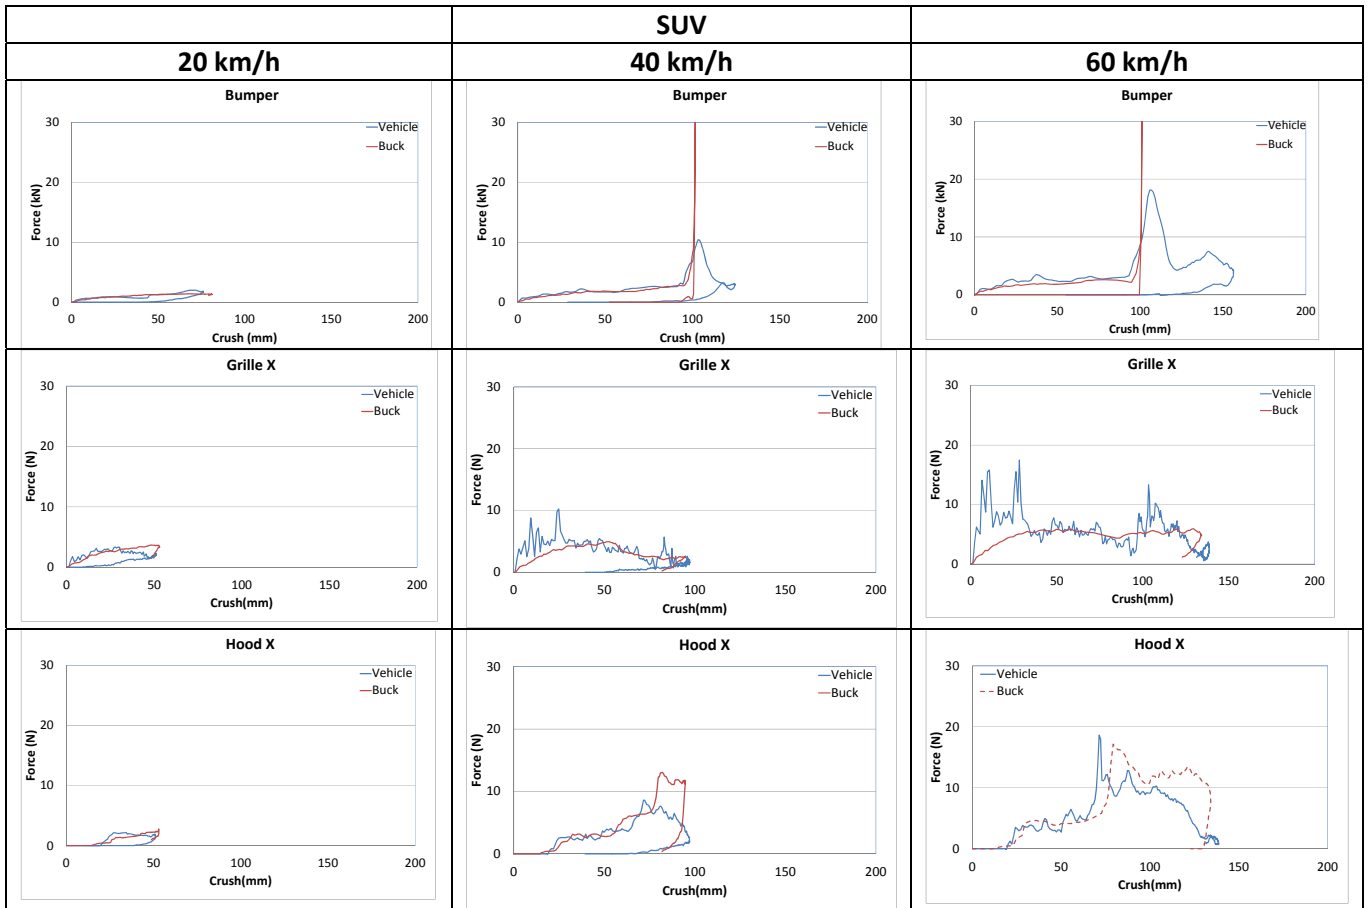 SUV
20 km/h
40 km/h
60 km/h
Bumper
30
20
10
0
Force (kN)
Vehicle
Buck
0 50 100 150 200
Crush (mm)
Bumper
30
20
10
0
Force (kN)
Vehicle
Buck
0 50 100 150 200
Crush (mm)
Bumper
30
20
10
0
Force (kN)
Vehicle
Buck
0 50 100 150 200
Crush (mm)
Grille X
30
20
10
0
Force (N)
Vehicle
Buck
0 50 100 150 200
Crush(mm)
Grille X
30
20
10
0
Force (N)
Vehicle
Buck
0 50 100 150 200
Crush(mm)
Grille X
30
20
10
0
Force (N)
Vehicle
Buck
0 50 100 150 200
Crush(mm)
Hood X
30
20
10
0
Force (N)
Vehicle
Buck
0 50 100 150 200
Crush(mm)
Hood X
30
20
10
0
Force (N)
Vehicle
Buck
0 50 100 150 200
Crush(mm)
Hood X
30
20
10
0
Force (N)
Vehicle
Buck
0 50 100 150 200
Crush(mm)